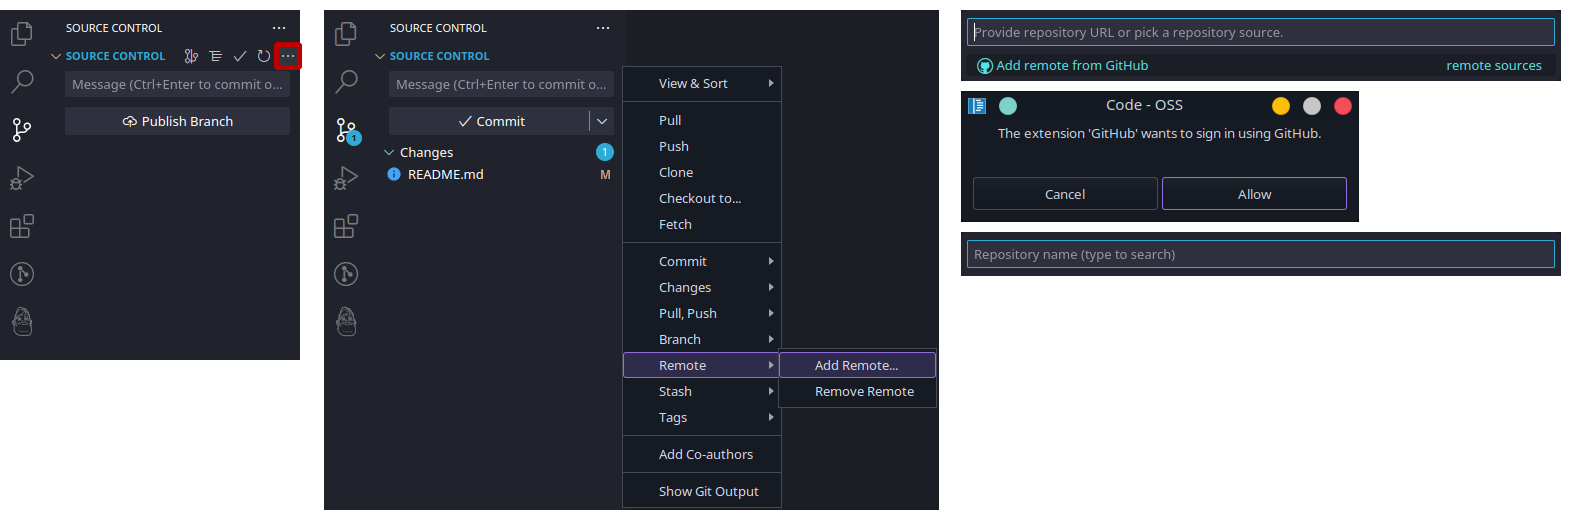 SOURCE CONTROL
SOURCE CONTROL
Message (Ctrl+Enter to commit o...
Publish Branch
SOURCE CONTROL
SOURCE CONTROL
Message (Ctrl+Enter to commit o...
Commit
1
Changes
1
README.md
M
View & Sort
Pull
Push
Clone
Checkout to...
Fetch
Commit
Changes
Pull, Push
Branch
Remote
Add Remote...
Stash
Remove Remote
Tags
Add Co-authors
Show Git Output
Provide repository URL or pick a repository source.
Add remote from GitHub
remote sources
Code - OSS
The extension 'GitHub' wants to sign in using GitHub.
Cancel
Allow
Repository name (type to search)